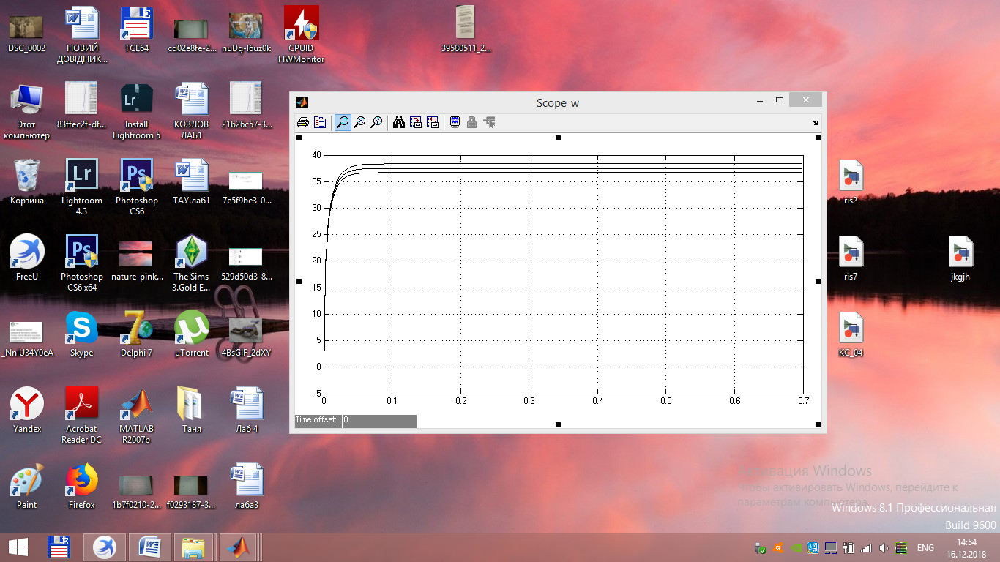 DSC_0002
НОВИЙ
ДОВІДНИК...
TCE64
cd02e8fe-2...
nuDg-l6uz0k
CPUID
HWMonitor
39580511_2...
Этот
компьютер
83ffec2f-df...
Install
Lightroom 5
КОЗЛОВ
ЛАБ1
21b26c57-3...
Корзина
Lightroom
4.3
Photoshop
CS6
ТАУ.лаб1
7e5f9be3-0...
FreeU
Photoshop
CS6 x64
nature-pink...
The Sims
3.Gold E...
529d50d3-8...
_NnIU34Y0eA
Skype
Delphi 7
µTorrent
4BsGIF_2dXY
Yandex
Acrobat
Reader DC
MATLAB
R2007b
Таня
Лаб 4
Paint
Firefox
1b7f0210-2...
f0293187-3...
лаба3
Scope_w
40
35
30
25
20
15
10
5
0
-5
0 0.1 0.2 0.3 0.4 0.5 0.6 0.7
Time offset: 0
ris2
ris7
jkgjh
KC_04
Активация Windows
Чтобы активировать Windows, перейдите к
параметрам компьютера.
Windows 8.1 Профессиональная
Build 9600
ENG
14:54
16.12.2018